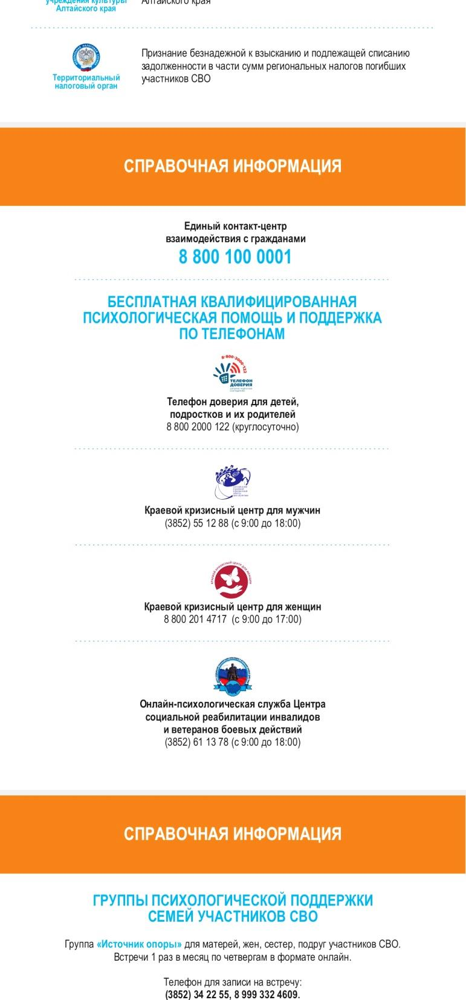 учреждения культуры
Алтайского края
Алтайского края
Территориальный
налоговый орган
Признание безнадежной к взысканию и подлежащей списанию
задолженности в части сумм региональных налогов погибших
участников СВО
СПРАВОЧНАЯ ИНФОРМАЦИЯ
Единый контакт-центр
взаимодействия с гражданами
8 800 100 0001
БЕСПЛАТНАЯ КВАЛИФИЦИРОВАННАЯ
ПСИХОЛОГИЧЕСКАЯ ПОМОЩЬ И ПОДДЕРЖКА
ПО ТЕЛЕФОНАМ
8-800-2000-122
ТЕЛЕФОН
ДОВЕРИЯ
Телефон доверия для детей,
подростков и их родителей
8 800 2000 122 (круглосуточно)
Краевой кризисный центр для мужчин
(3852) 55 12 88 (с 9:00 до 18:00)
КРАЕВОЙ КРИЗИСНЫЙ ЦЕНТР ДЛЯ ЖЕНЩИН
Краевой кризисный центр для женщин
8 800 201 4717 (с 9:00 до 17:00)
Онлайн-психологическая служба Центра
социальной реабилитации инвалидов
и ветеранов боевых действий
(3852) 61 13 78 (с 9:00 до 18:00)
СПРАВОЧНАЯ ИНФОРМАЦИЯ
ГРУППЫ ПСИХОЛОГИЧЕСКОЙ ПОДДЕРЖКИ
СЕМЕЙ УЧАСТНИКОВ СВО
Группа «Источник опоры» для матерей, жен, сестер, подруг участников СВО.
Встречи 1 раз в месяц по четвергам в формате онлайн.
Телефон для записи на встречу:
(3852) 34 22 55, 8 999 332 4609.